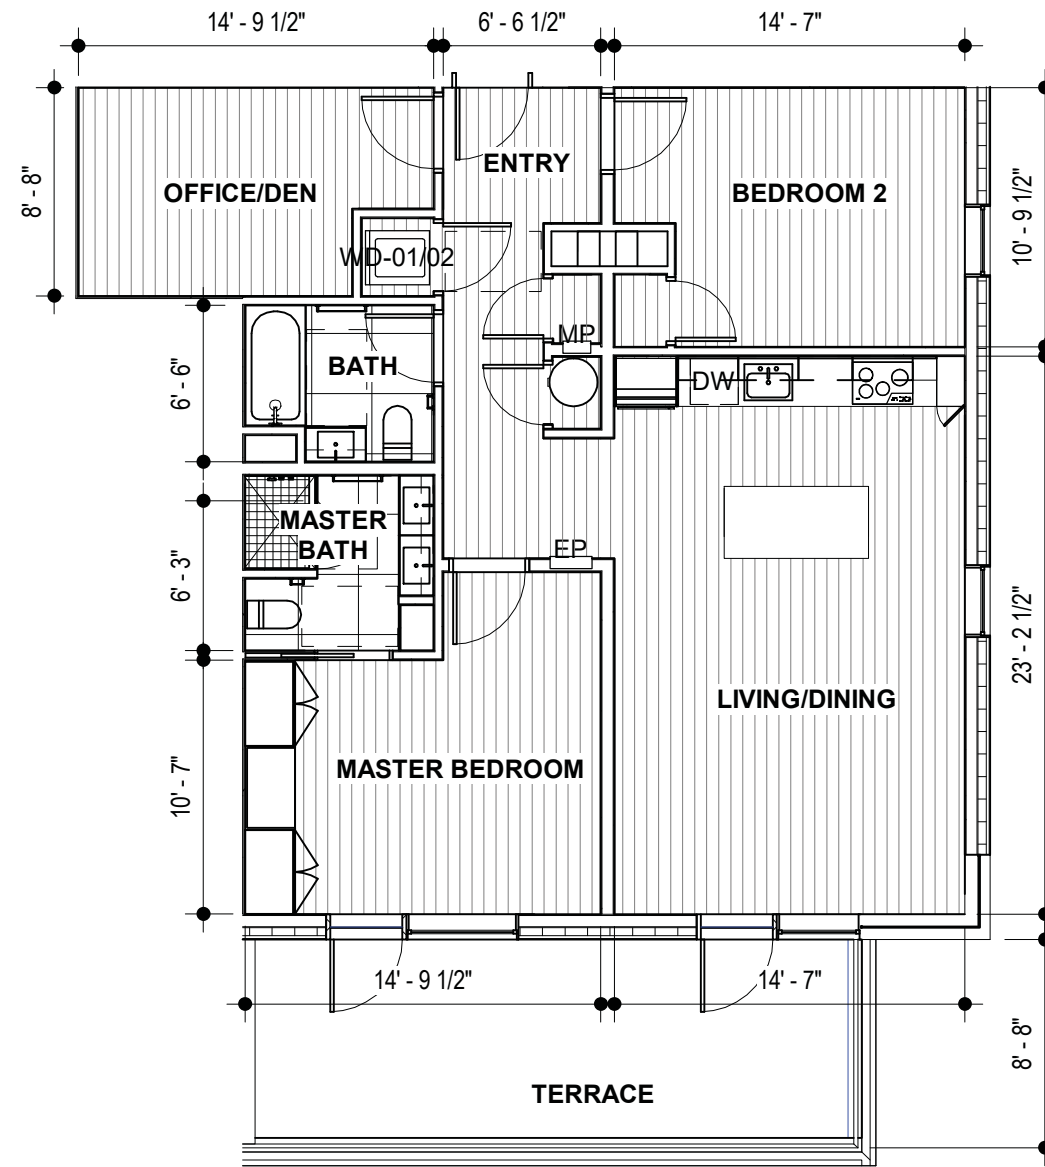 14' - 9 1/2"
6' - 6 1/2"
14' - 7"
8' - 8"
OFFICE/DEN
ENTRY
BEDROOM 2
10' - 9 1/2"
WD-01/02
MP
6' - 6"
BATH
DW
MASTER
BATH
6' - 3"
EP
23' - 2 1/2"
LIVING/DINING
10' - 7"
MASTER BEDROOM
14' - 9 1/2"
14' - 7"
8' - 8"
TERRACE